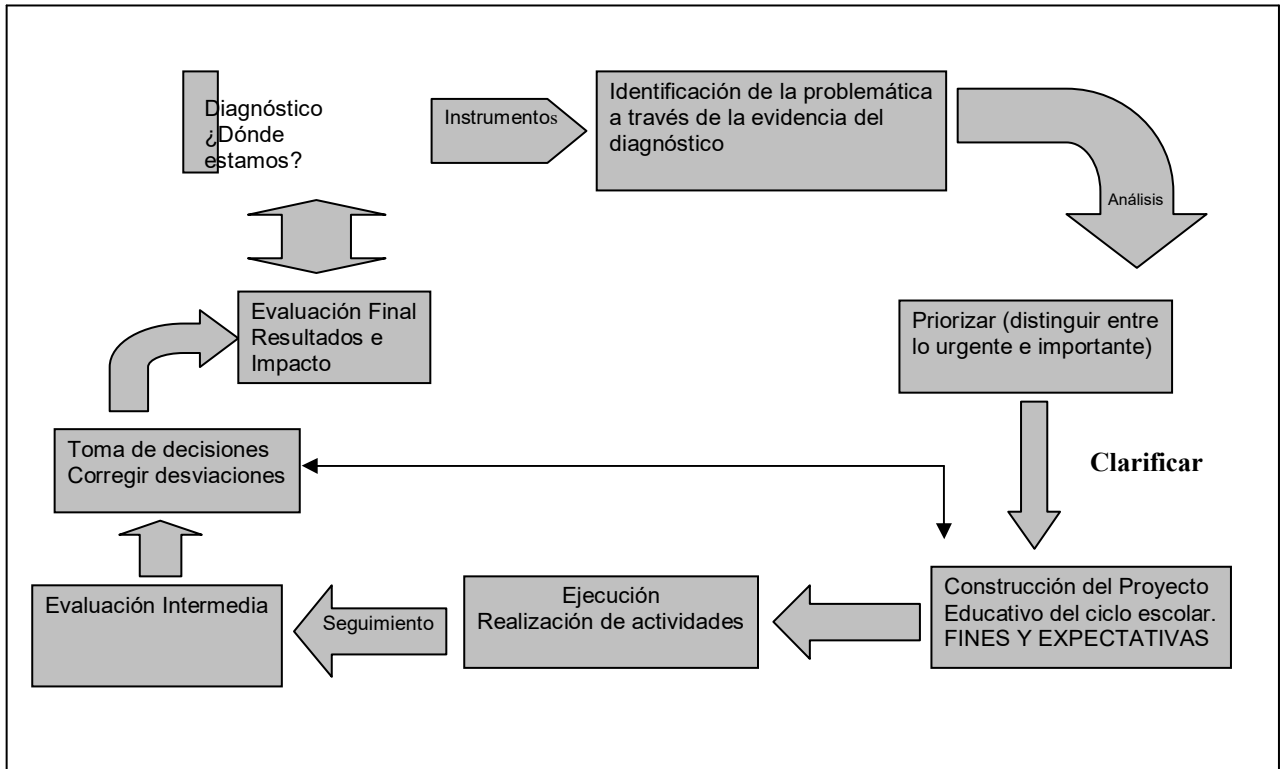 Diagnóstico
¿Dónde
estamos?
Instrumentos
Identificación de la problemática
a través de la evidencia del
diagnóstico
Análisis
Priorizar (distinguir entre
lo urgente e importante)
Clarificar
Construcción del Proyecto
Educativo del ciclo escolar.
FINES Y EXPECTATIVAS
Ejecución
Realización de actividades
Seguimiento
Evaluación Intermedia
Toma de decisiones
Corregir desviaciones
Evaluación Final
Resultados e
Impacto